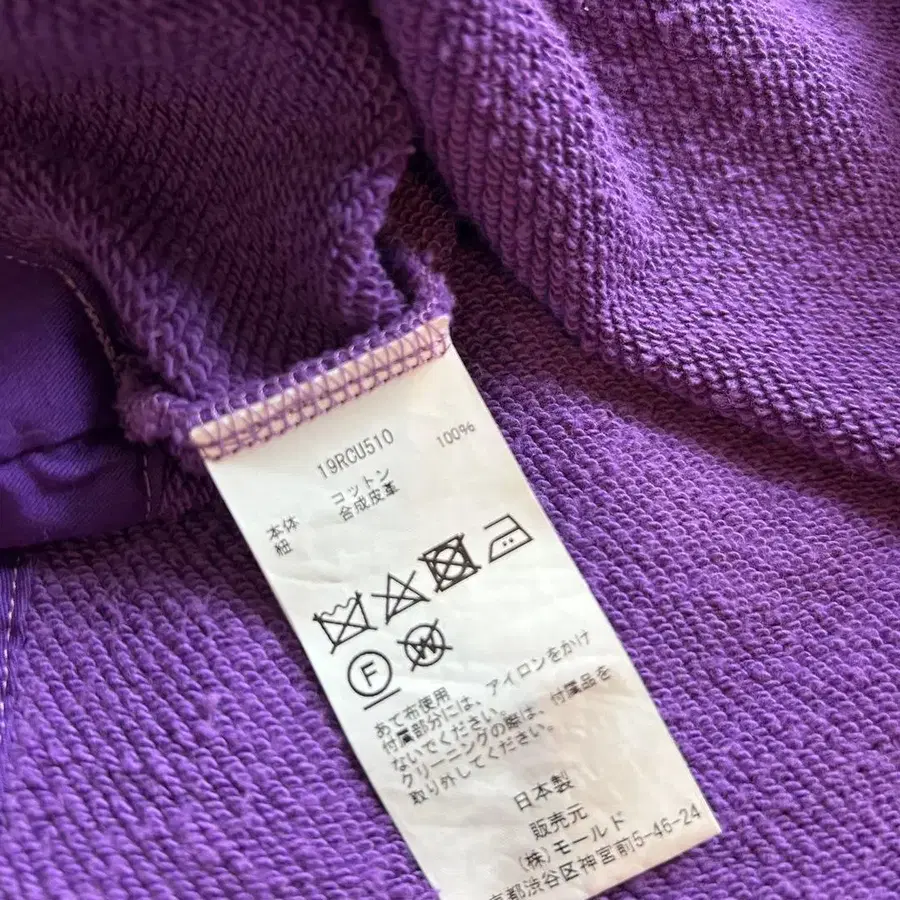 19RCU510
本体 コットン 100%
紐 合成皮革
F W
あて布使用
付属部分には、アイロンをかけ
ないでください。
クリーニングの際は、付属品を
取り外してください。
日本製
販売元
(株)モールド
京都渋谷区神宮前5-46-24